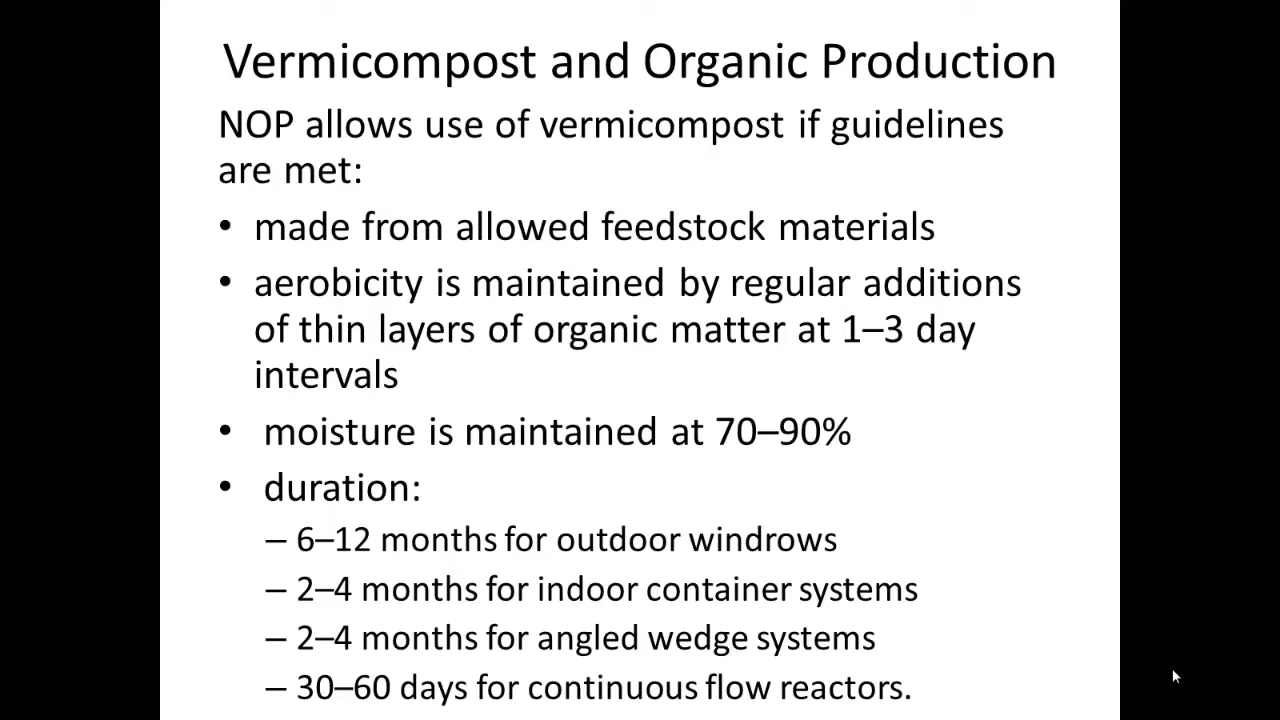 Vermicompost and Organic Production
NOP allows use of vermicompost if guidelines
are met:
• made from allowed feedstock materials
• aerobicity is maintained by regular additions
of thin layers of organic matter at 1–3 day
intervals
• moisture is maintained at 70–90%
• duration:
– 6–12 months for outdoor windrows
– 2–4 months for indoor container systems
– 2–4 months for angled wedge systems
– 30–60 days for continuous flow reactors.